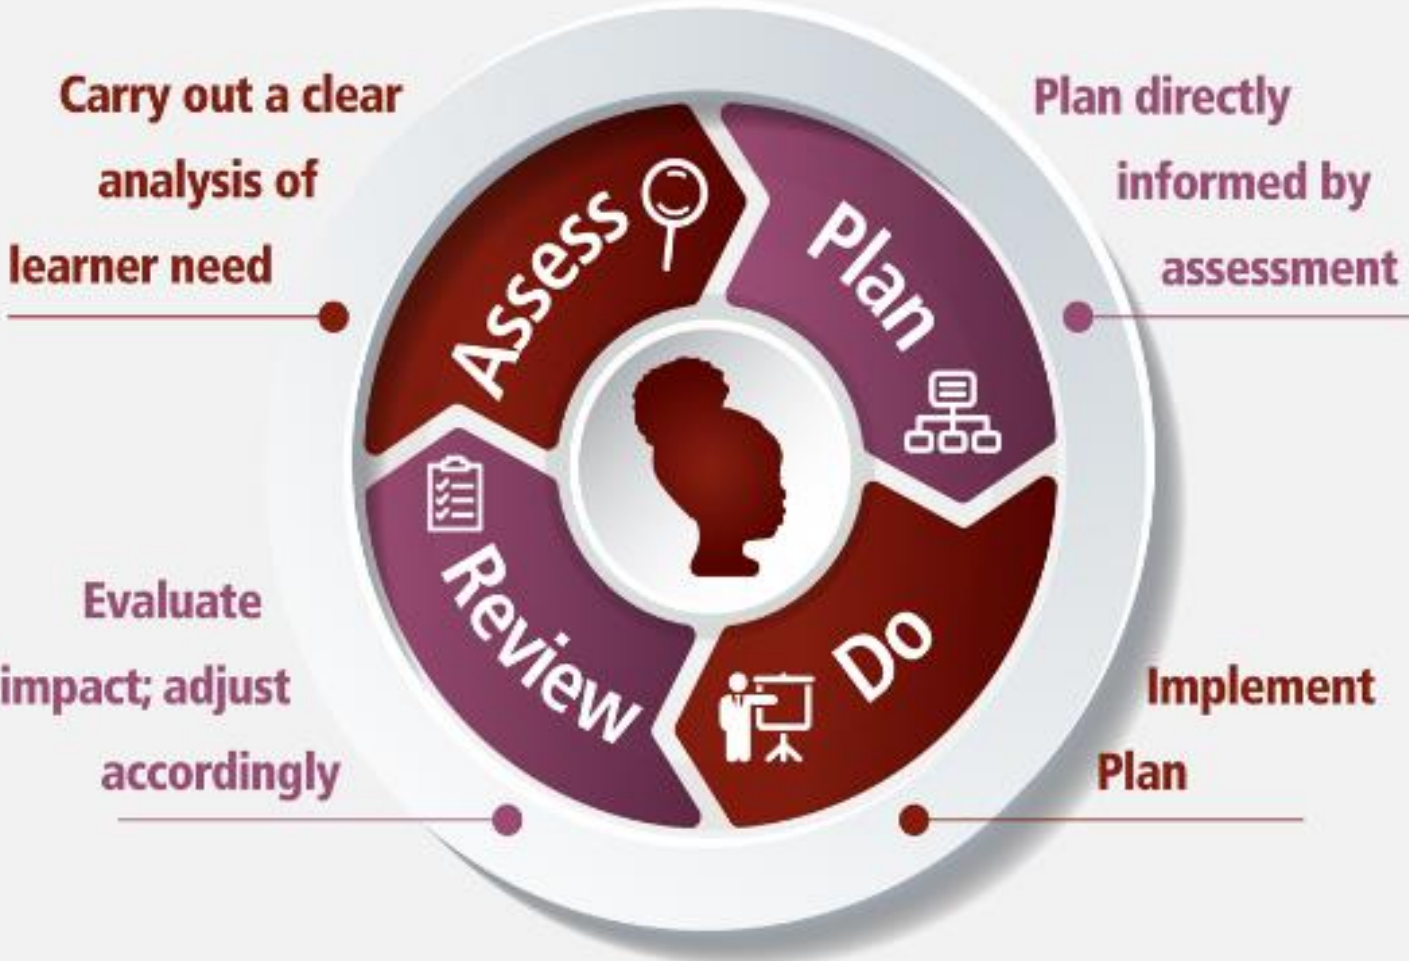 Carry out a clear
analysis of
learner need
Assess
Plan directly
informed by
assessment
Plan
Implement
Plan
Do
Evaluate
impact; adjust
accordingly
Review